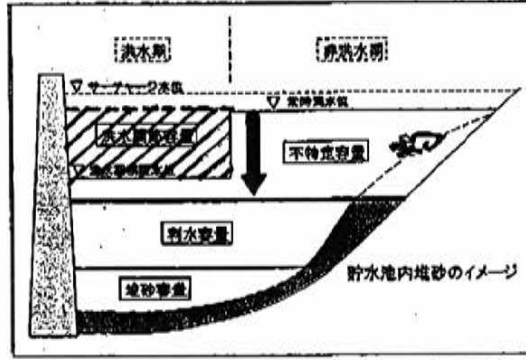 洪水期
非洪水期
サーチャージ水位
常時満水位
洪水調節容量
不特定容量
利水容量
堆砂容量
貯水池内堆砂のイメージ